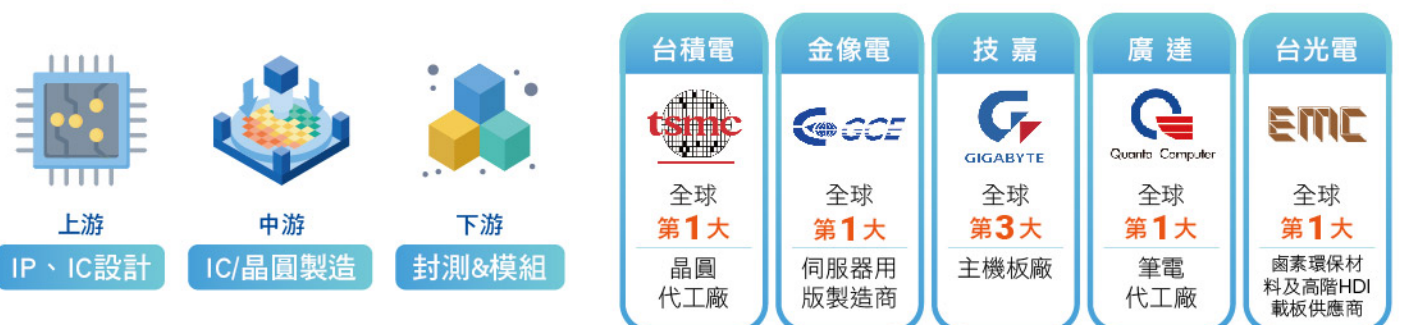 上游
IP、IC設計
中游
IC/晶圓製造
下游
封測&模組
台積電
tsmc
全球
第1大
晶圓
代工廠
金像電
GCE
全球
第1大
伺服器用
版製造商
技嘉
GIGABYTE
全球
第3大
主機板廠
廣達
Quanta Computer
全球
第1大
筆電
代工廠
台光電
EMC
全球
第1大
鹵素環保材
料及高階HDI
載板供應商